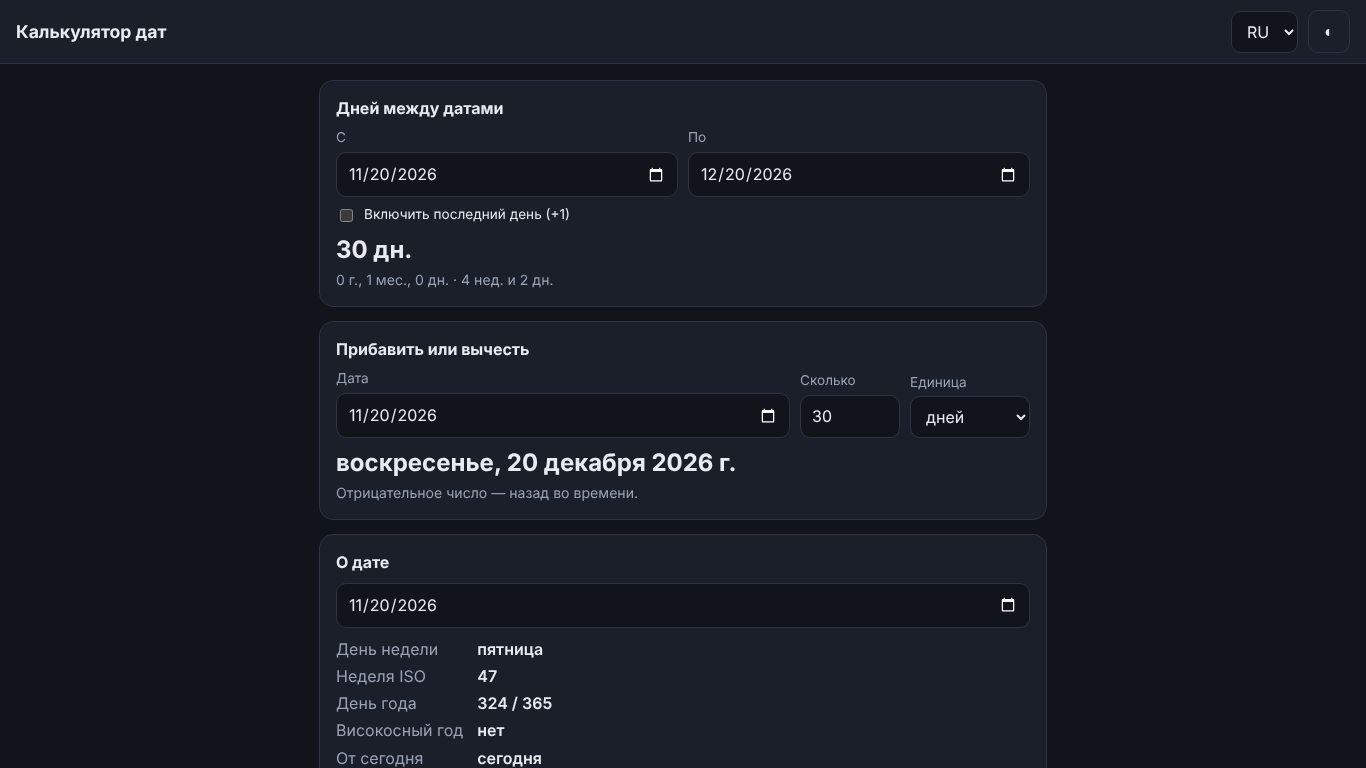 Калькулятор дат
RU
Дней между датами
С По
11/20/2026 12/20/2026
Включить последний день (+1)
30 дн.
0 г., 1 мес., 0 дн. · 4 нед. и 2 дн.
Прибавить или вычесть
Дата Сколько Единица
11/20/2026 30 дней
воскресенье, 20 декабря 2026 г.
Отрицательное число — назад во времени.
О дате
11/20/2026
День недели пятница
Неделя ISO 47
День года 324 / 365
Високосный год нет
От сегодня сегодня